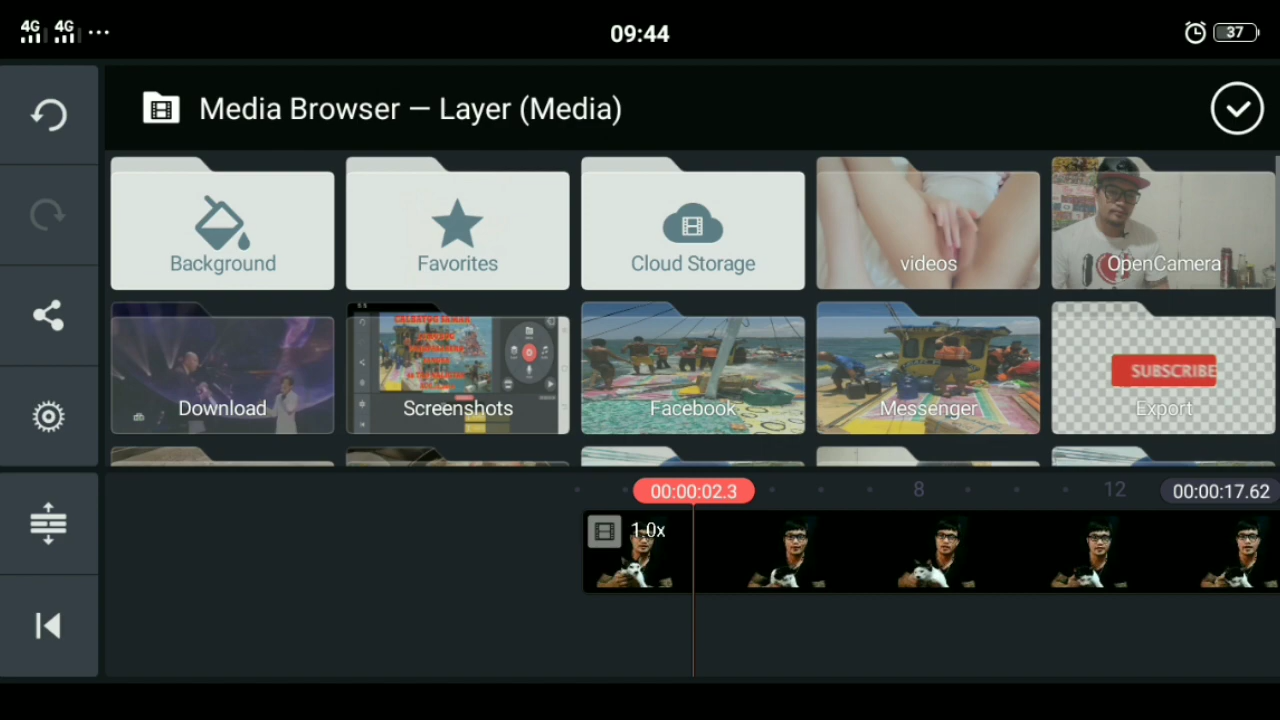 4G 4G ...
09:44
37
Media Browser — Layer (Media)
Background
Favorites
Cloud Storage
videos
OpenCamera
Download
Screenshots
Facebook
Messenger
SUBSCRIBE
Export
00:00:02.3
8
12
00:00:17.62
1.0x